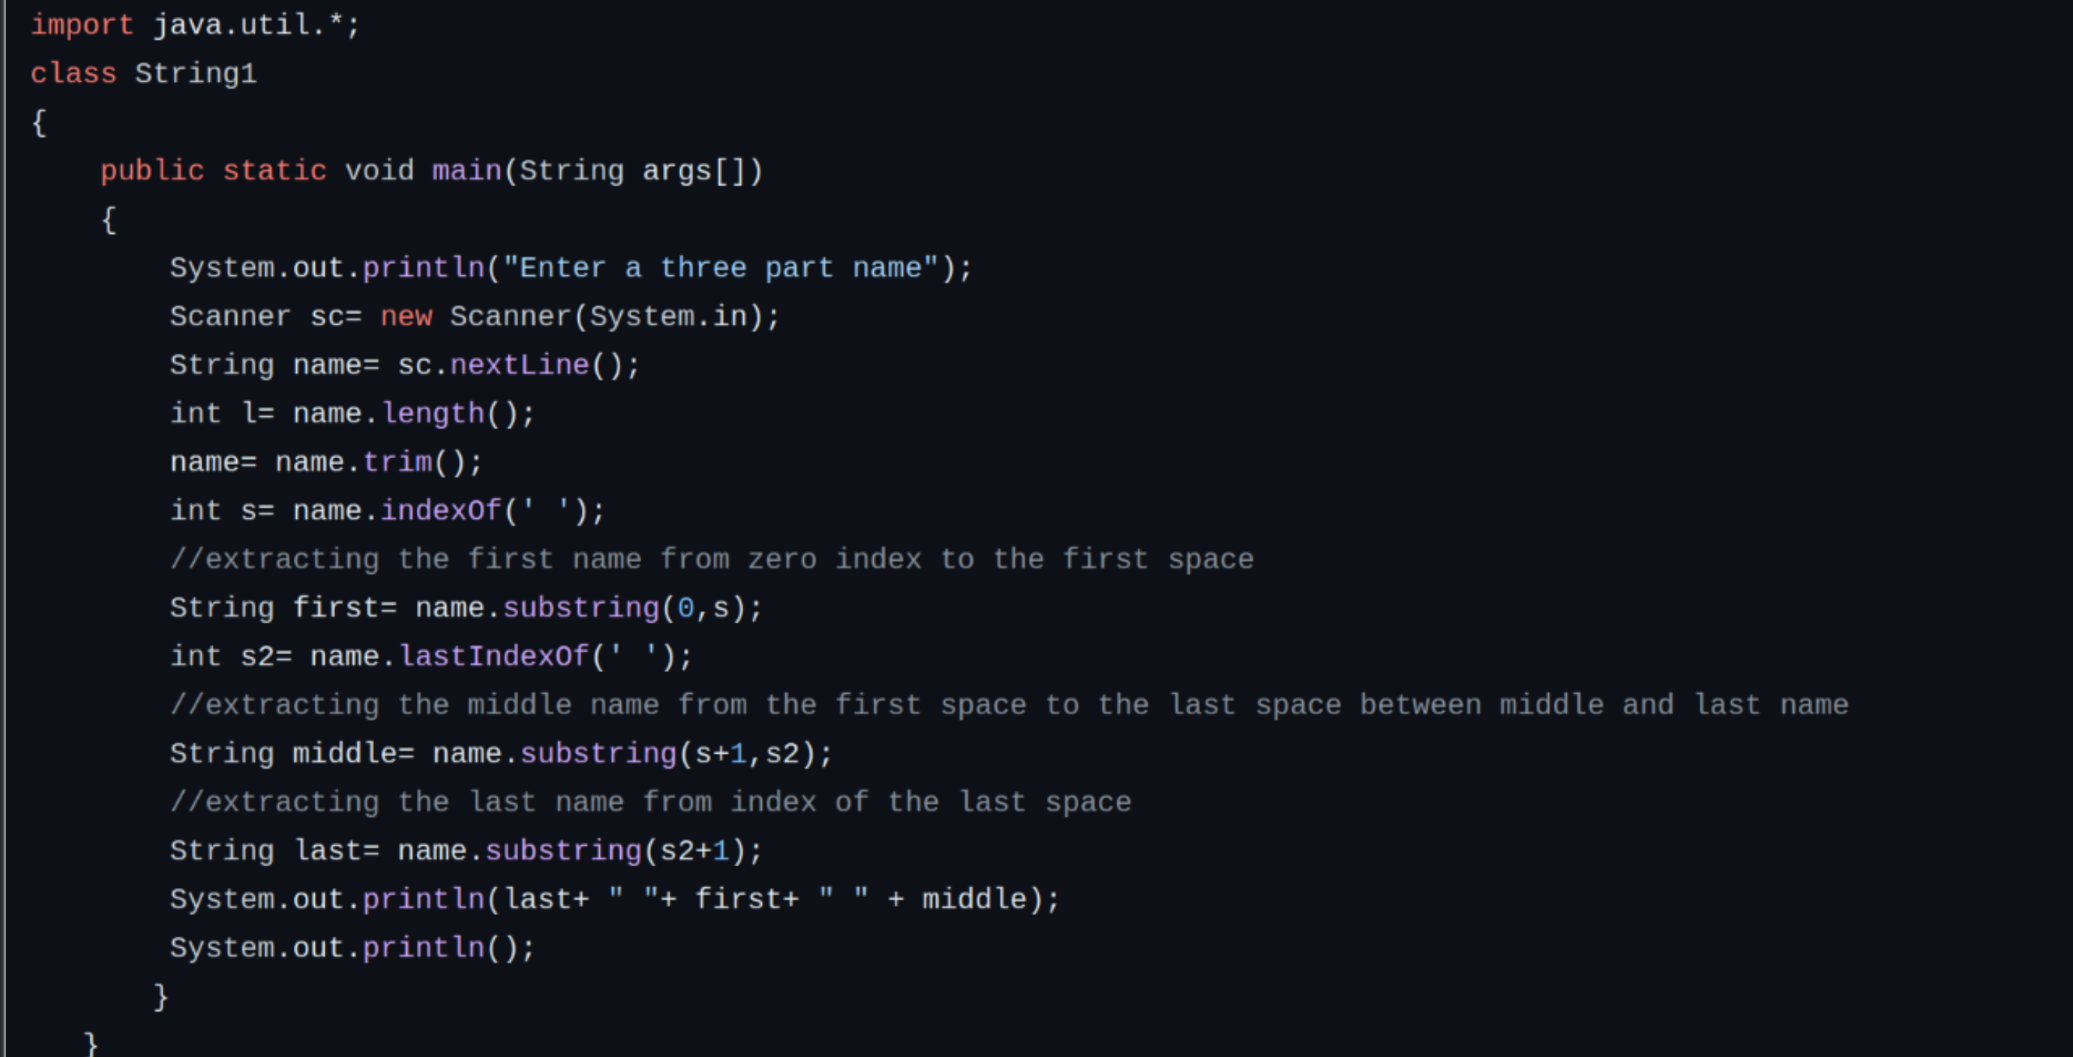 import java.util.*;
class String1
{
    public static void main(String args[])
    {
        System.out.println("Enter a three part name");
        Scanner sc= new Scanner(System.in);
        String name= sc.nextLine();
        int l= name.length();
        name= name.trim();
        int s= name.indexOf(' ');
        //extracting the first name from zero index to the first space
        String first= name.substring(0,s);
        int s2= name.lastIndexOf(' ');
        //extracting the middle name from the first space to the last space between middle and last name
        String middle= name.substring(s+1,s2);
        //extracting the last name from index of the last space
        String last= name.substring(s2+1);
        System.out.println(last+ " "+ first+ " " + middle);
        System.out.println();
       }
   }